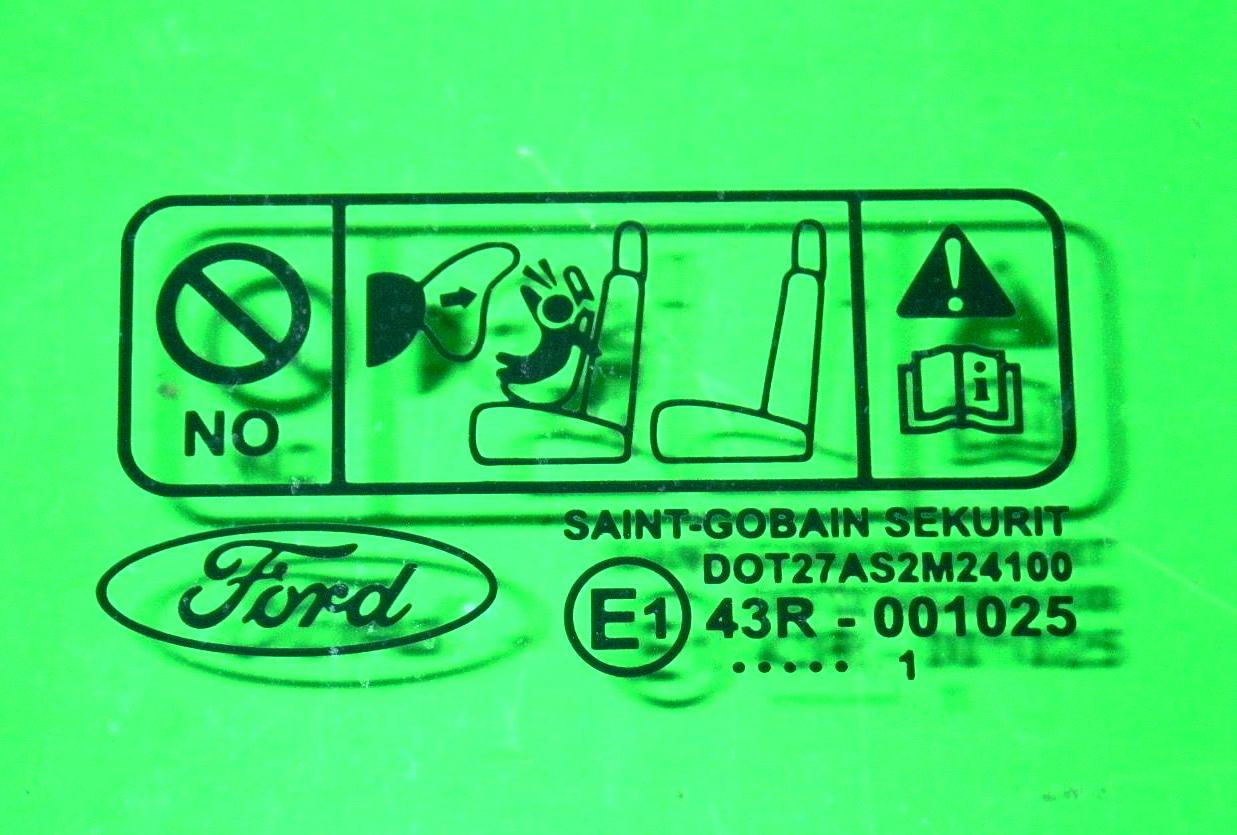 NO
i
Ford
SAINT-GOBAIN SEKURIT
DOT27AS2M24100
E1 43R - 001025
..... 1